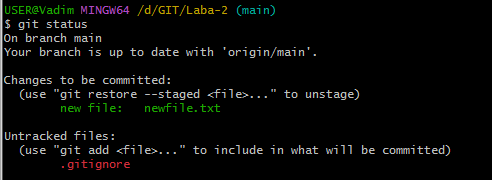 USER@Vadim MINGW64 /d/GIT/Laba-2 (main)
$ git status
On branch main
Your branch is up to date with 'origin/main'.
Changes to be committed:
(use "git restore --staged <file>..." to unstage)
new file: newfile.txt
Untracked files:
(use "git add <file>..." to include in what will be committed)
.gitignore